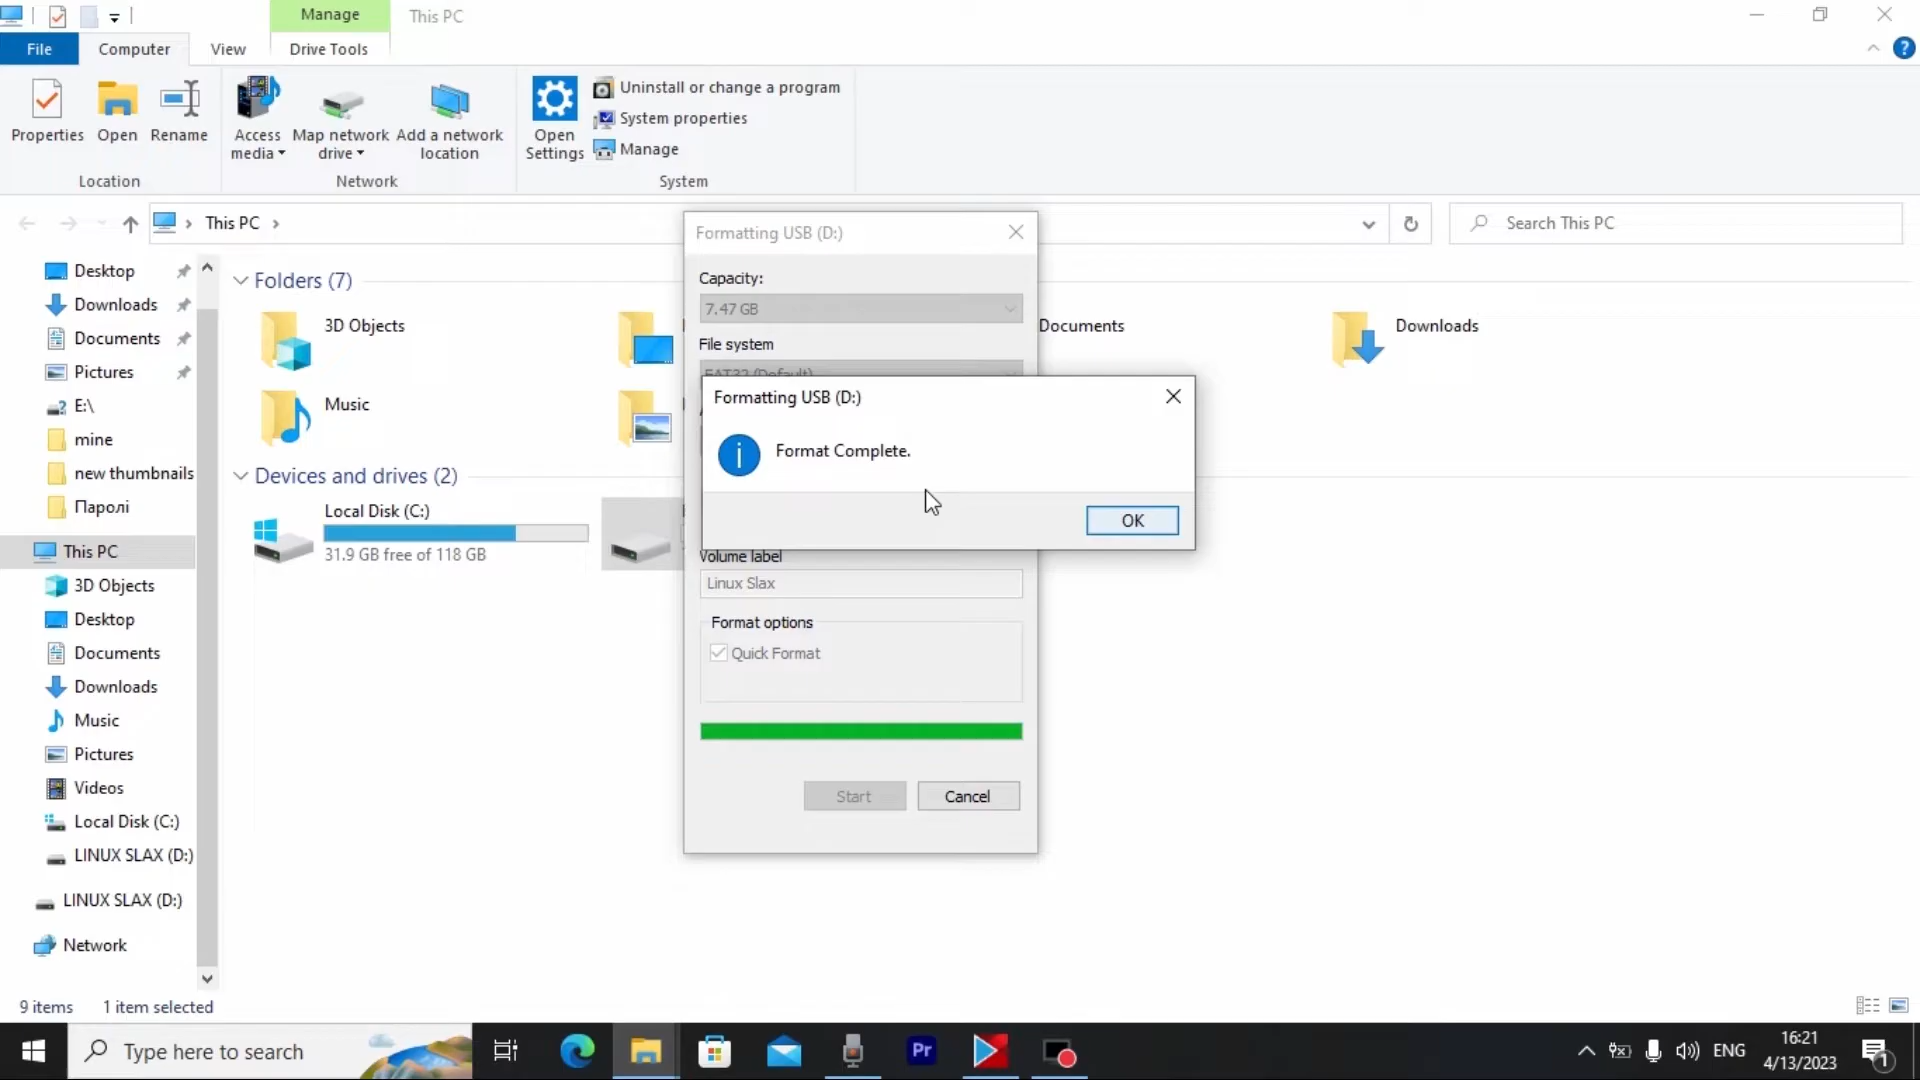 Manage
This PC
File
Computer
View
Drive Tools
Properties
Open
Rename
Access media
Map network drive
Add a network location
Open Settings
Uninstall or change a program
System properties
Manage
Location
Network
System
This PC
Search This PC
Desktop
Downloads
Documents
Pictures
E:\
mine
new thumbnails
Паролі
This PC
3D Objects
Desktop
Documents
Downloads
Music
Pictures
Videos
Local Disk (C:)
LINUX SLAX (D:)
LINUX SLAX (D:)
Network
Folders (7)
3D Objects
Documents
Downloads
Music
Devices and drives (2)
Local Disk (C:)
31.9 GB free of 118 GB
Formatting USB (D:)
Capacity:
7.47 GB
File system
FAT32 (Default)
Formatting USB (D:)
Format Complete.
OK
Volume label
Linux Slax
Format options
Quick Format
Start
Cancel
9 items
1 item selected
Type here to search
Pr
ENG
16:21
4/13/2023
1